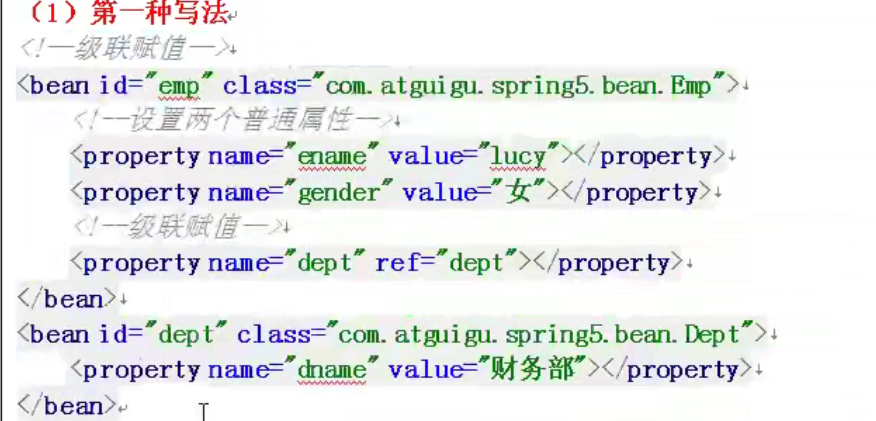 （1）第一种写法
<!--级联赋值-->
<bean id="emp" class="com.atguigu.spring5.bean.Emp">
<!--设置两个普通属性-->
<property name="ename" value="lucy"></property>
<property name="gender" value="女"></property>
<!--级联赋值-->
<property name="dept" ref="dept"></property>
</bean>
<bean id="dept" class="com.atguigu.spring5.bean.Dept">
<property name="dname" value="财务部"></property>
</bean>